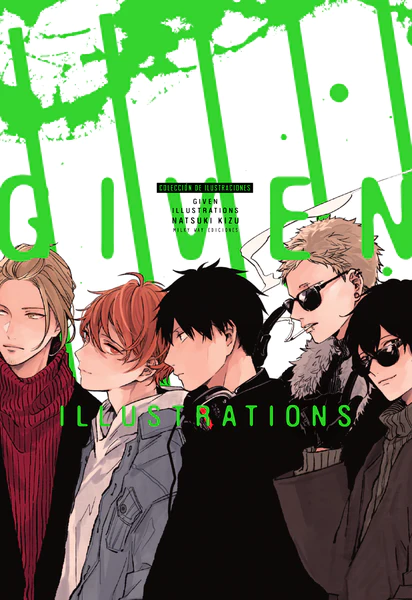 COLECCIÓN DE ILUSTRACIONES
GIVEN
ILLUSTRATIONS
NATSUKI KIZU
MILKY WAY EDICIONES
GIVEN
ILLUSTRATIONS